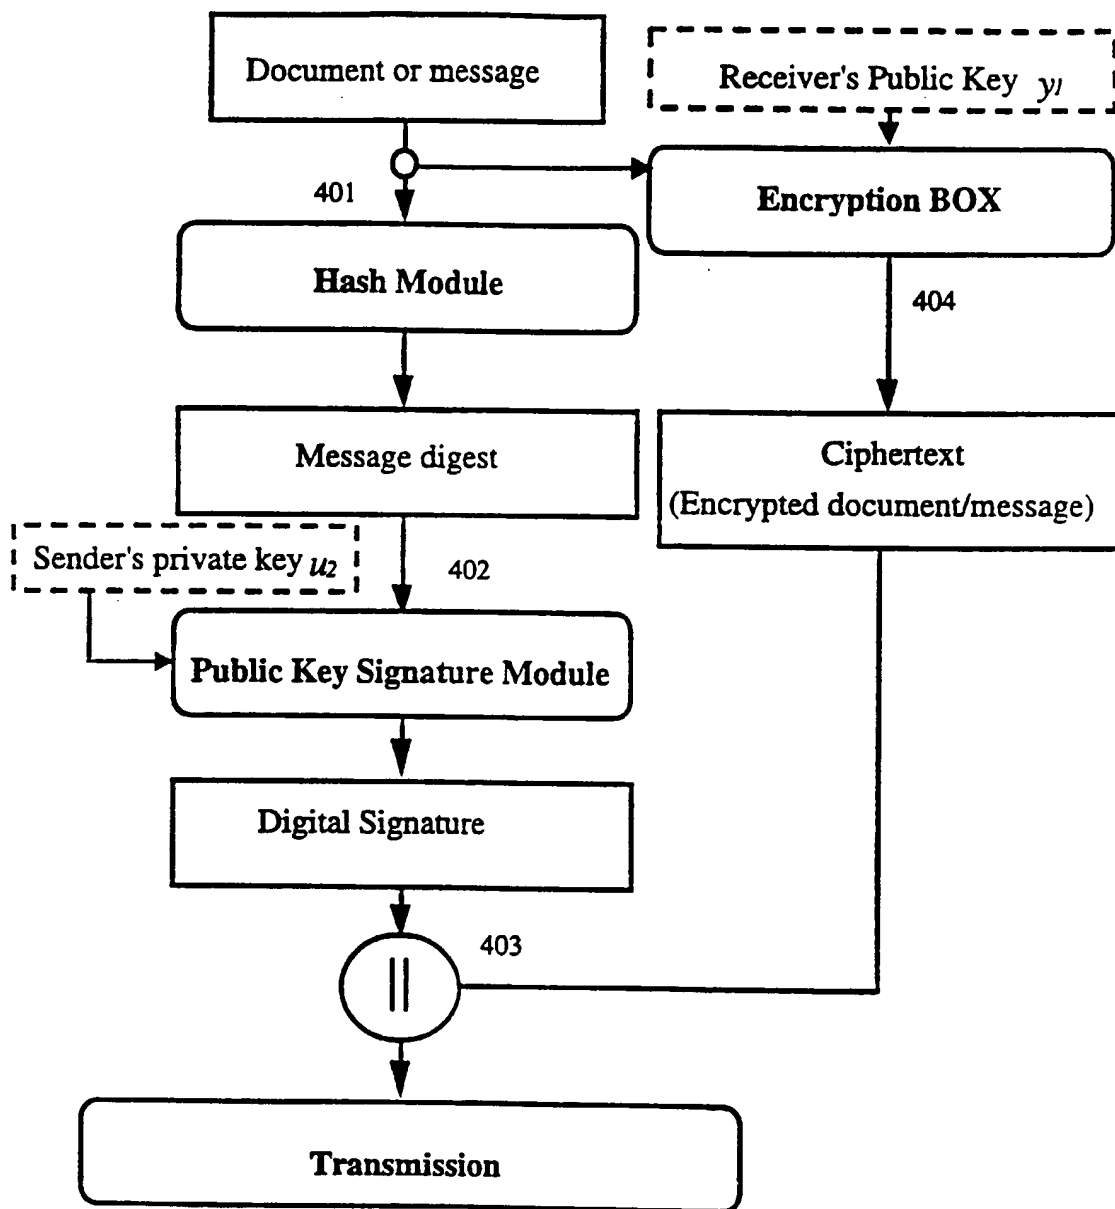 Document or message
Receiver's Public Key y1
401
Encryption BOX
Hash Module
404
Message digest
Ciphertext
(Encrypted document/message)
Sender's private key u2
402
Public Key Signature Module
Digital Signature
403
||
Transmission